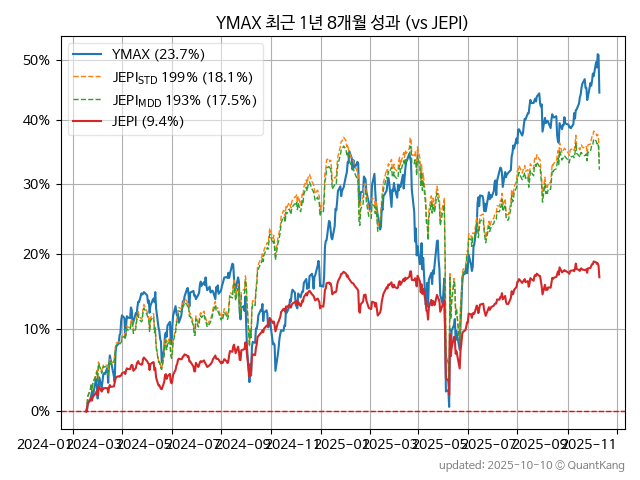 YMAX 최근 1년 8개월 성과 (vs JEPI)
YMAX (23.7%)
JEPI_STD 199% (18.1%)
JEPI_MDD 193% (17.5%)
JEPI (9.4%)
50%
40%
30%
20%
10%
0%
2024-01 2024-03 2024-05 2024-07 2024-09 2024-11 2025-01 2025-03 2025-05 2025-07 2025-09 2025-11
updated: 2025-10-10 © QuantKang